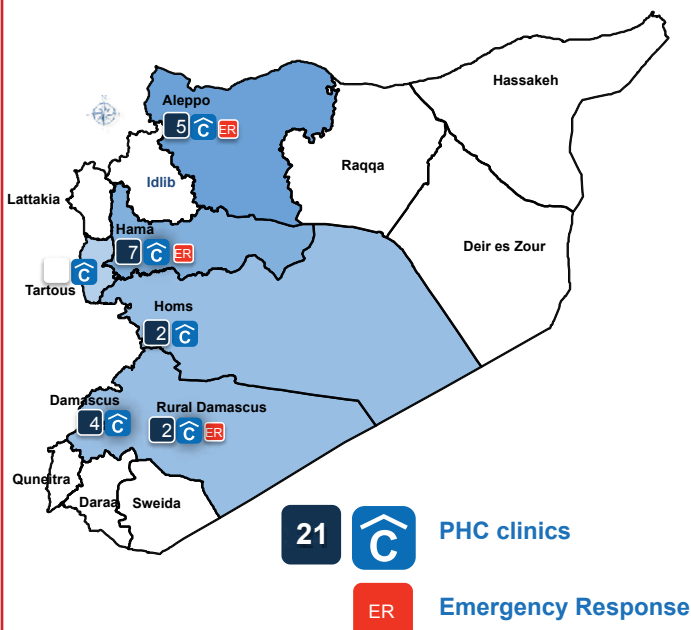 Hassakeh
Aleppo
5 C ER
Raqqa
Idlib
Lattakia
Hama
7 C ER
Deir es Zour
C
Tartous
Homs
2 C
Damascus
4 C
Rural Damascus
2 C ER
Quneitra
Daraa
Sweida
21 C PHC clinics
ER Emergency Response